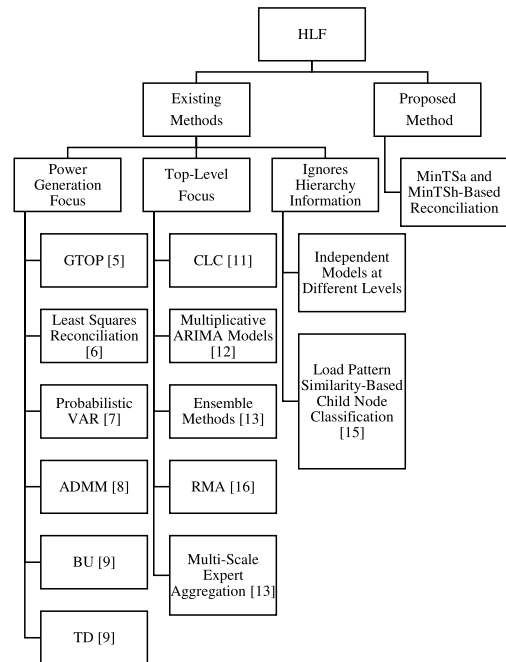 HLF
Existing
Methods
Proposed
Method
Power
Generation
Focus
Top-Level
Focus
Ignores
Hierarchy
Information
MinTSa and
MinTSh-Based
Reconciliation
GTOP [5]
CLC [11]
Independent
Models at
Different Levels
Least Squares
Reconciliation
[6]
Multiplicative
ARIMA Models
[12]
Load Pattern
Similarity-Based
Child Node
Classification
[15]
Probabilistic
VAR [7]
Ensemble
Methods [13]
ADMM [8]
RMA [16]
BU [9]
Multi-Scale
Expert
Aggregation [13]
TD [9]